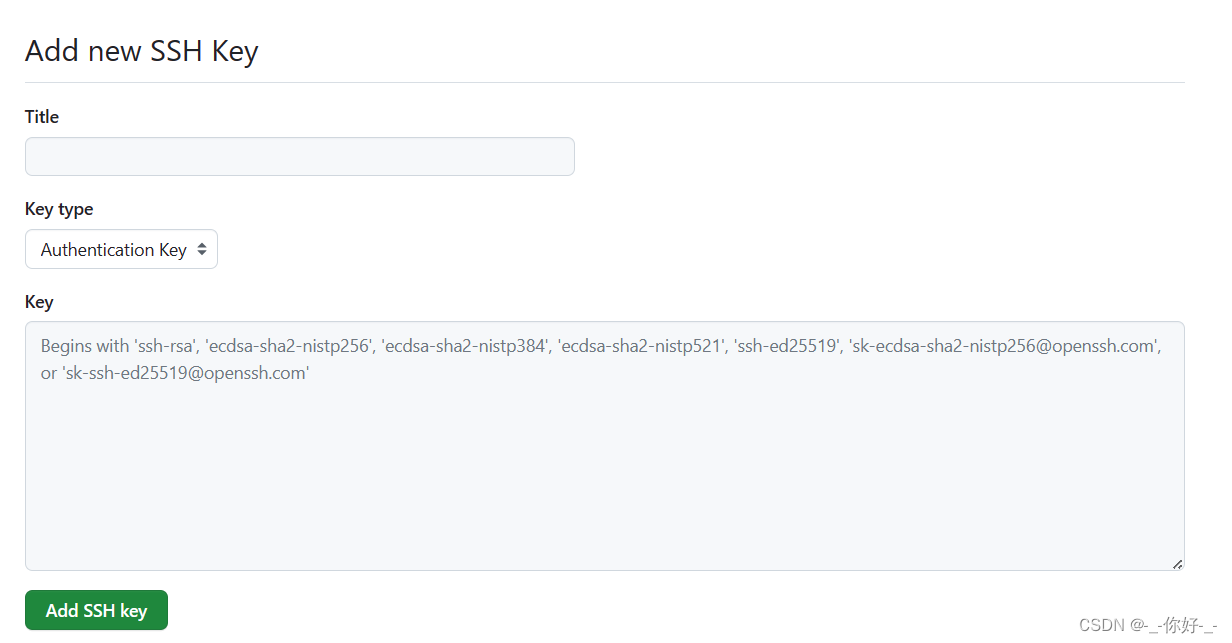 Add new SSH Key
Title
Key type
Authentication Key
Key
Begins with 'ssh-rsa', 'ecdsa-sha2-nistp256', 'ecdsa-sha2-nistp384', 'ecdsa-sha2-nistp521', 'ssh-ed25519', 'sk-ecdsa-sha2-nistp256@openssh.com',
or 'sk-ssh-ed25519@openssh.com'
Add SSH key
CSDN @-_-你好-_-